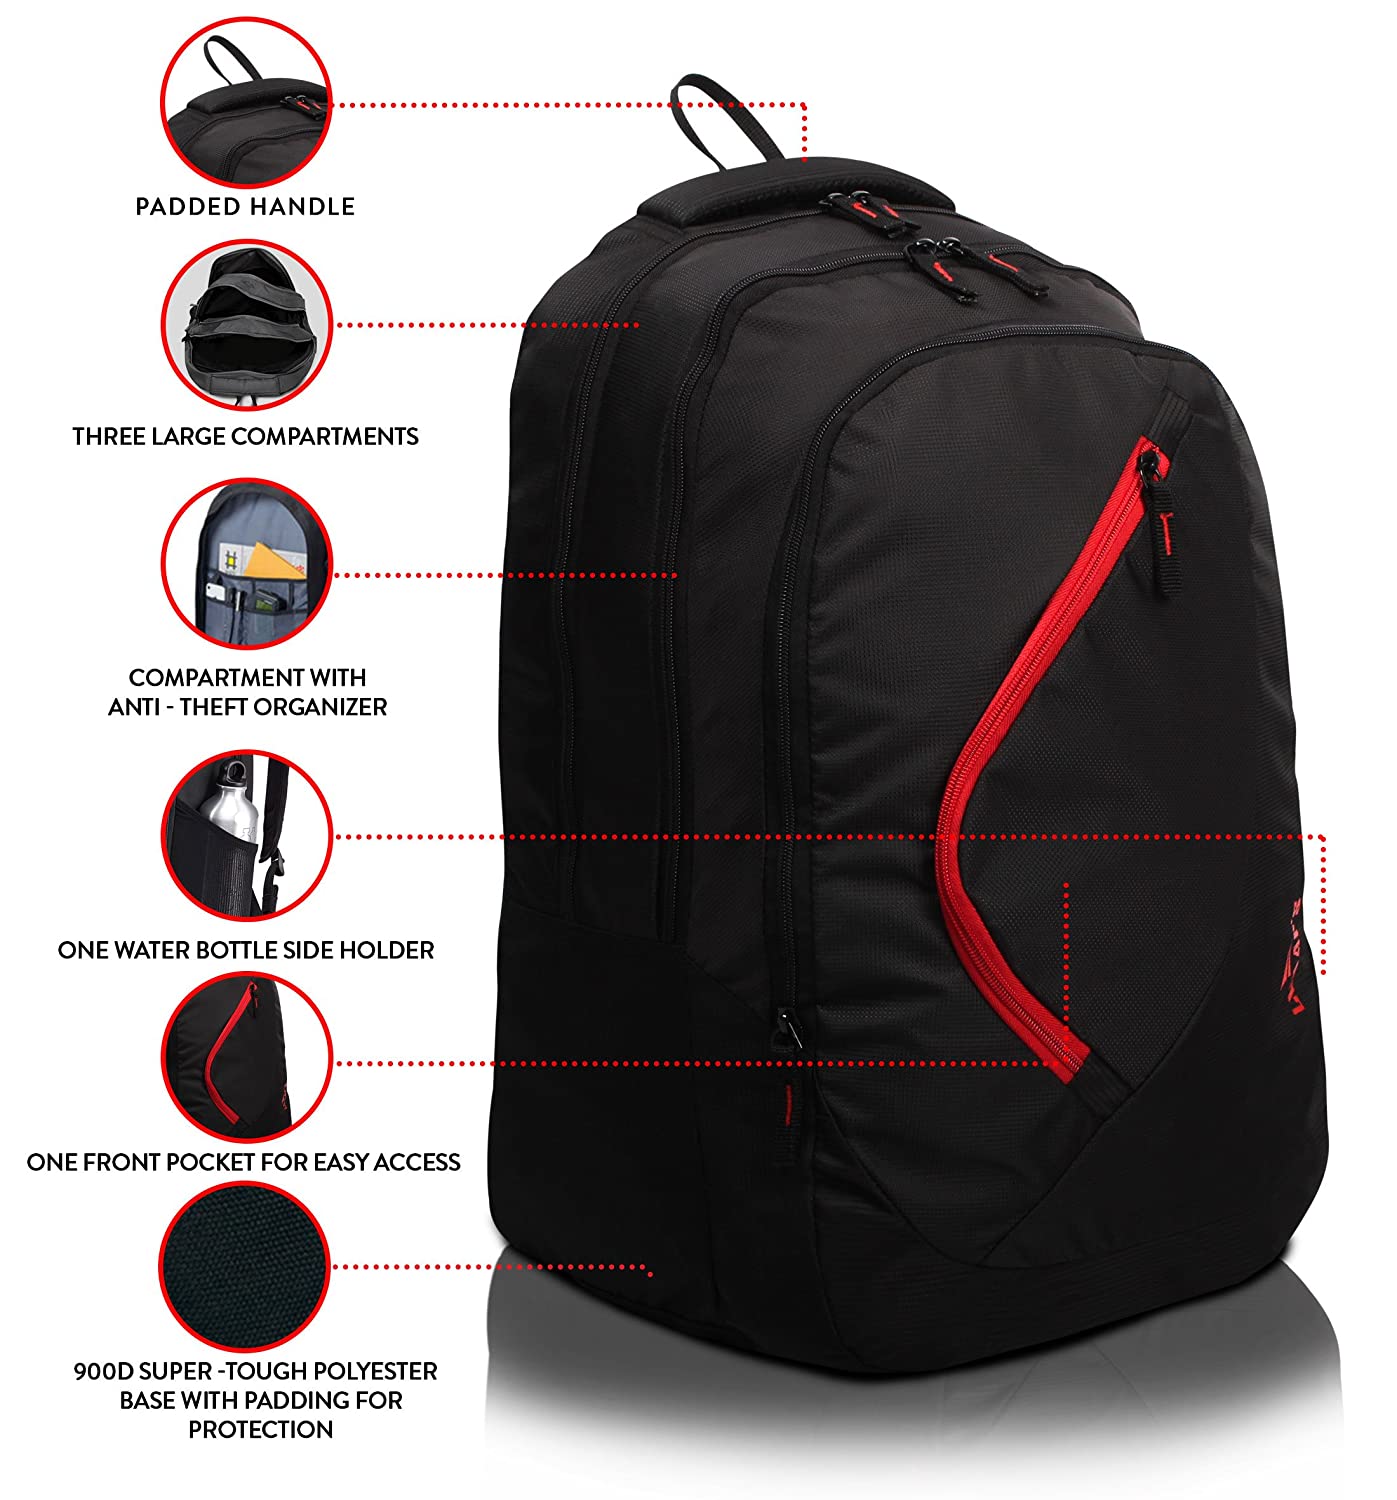 PADDED HANDLE
THREE LARGE COMPARTMENTS
COMPARTMENT WITH
ANTI - THEFT ORGANIZER
ONE WATER BOTTLE SIDE HOLDER
ONE FRONT POCKET FOR EASY ACCESS
900D SUPER -TOUGH POLYESTER
BASE WITH PADDING FOR
PROTECTION